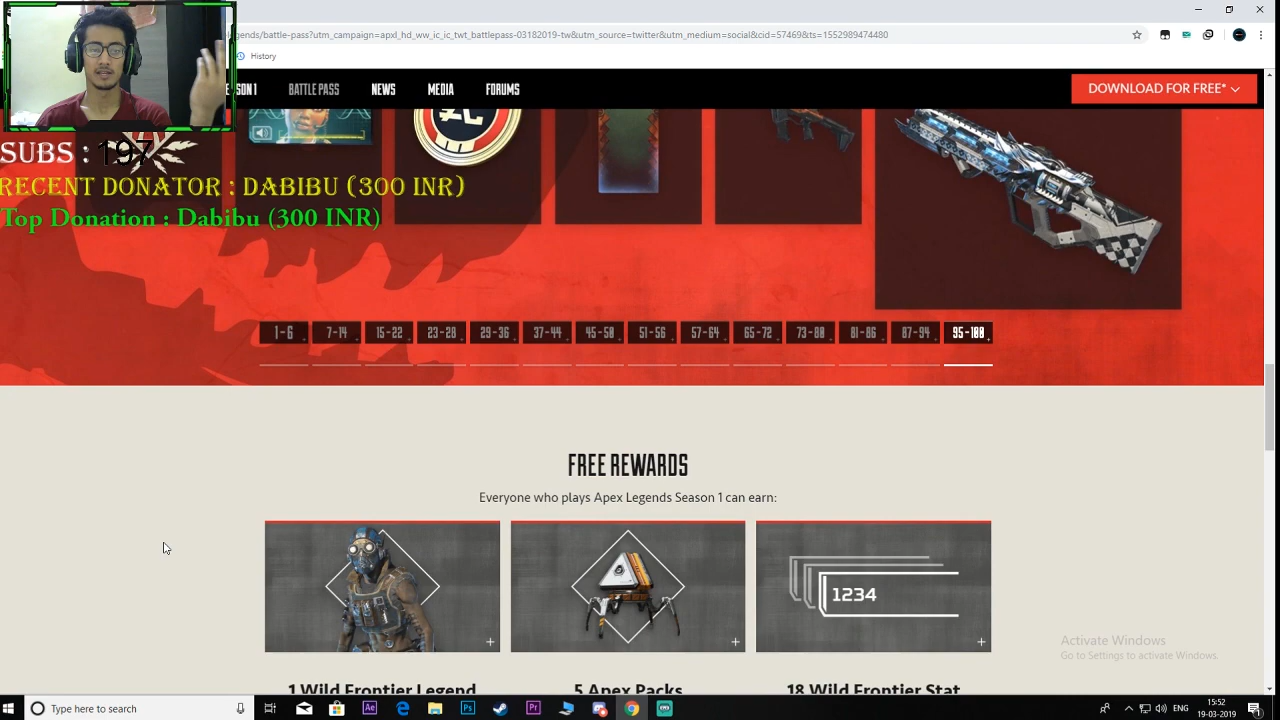 egends/battle-pass?utm_campaign=apxl_hd_ww_ic_ic_twt_battlepass-03182019-tw&utm_source=twitter&utm_medium=social&cid=57469&ts=1552989474480
History
SON 1 BATTLE PASS NEWS MEDIA FORUMS DOWNLOAD FOR FREE*
SUBS : 197
RECENT DONATOR : DABIBU (300 INR)
Top Donation : Dabibu (300 INR)
1-6 7-14 15-22 23-28 29-36 37-44 45-50 51-56 57-64 65-72 73-80 81-86 87-94 95-100
FREE REWARDS
Everyone who plays Apex Legends Season 1 can earn:
1234
1 Wild Frontier Legend 5 Apex Packs 18 Wild Frontier Stat
Activate Windows
Go to Settings to activate Windows.
Type here to search
Ae Ps Pr
ENG
15:52
19-03-2019